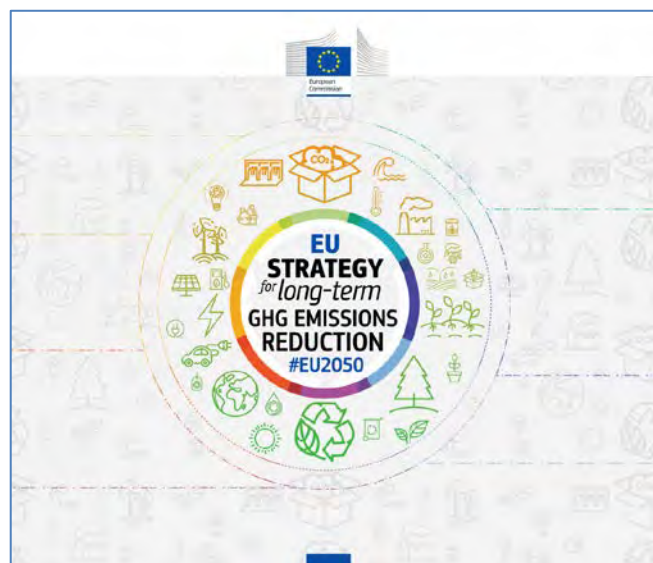 European
Commission
CO₂
EU
STRATEGY
for long-term
GHG EMISSIONS
REDUCTION
#EU2050